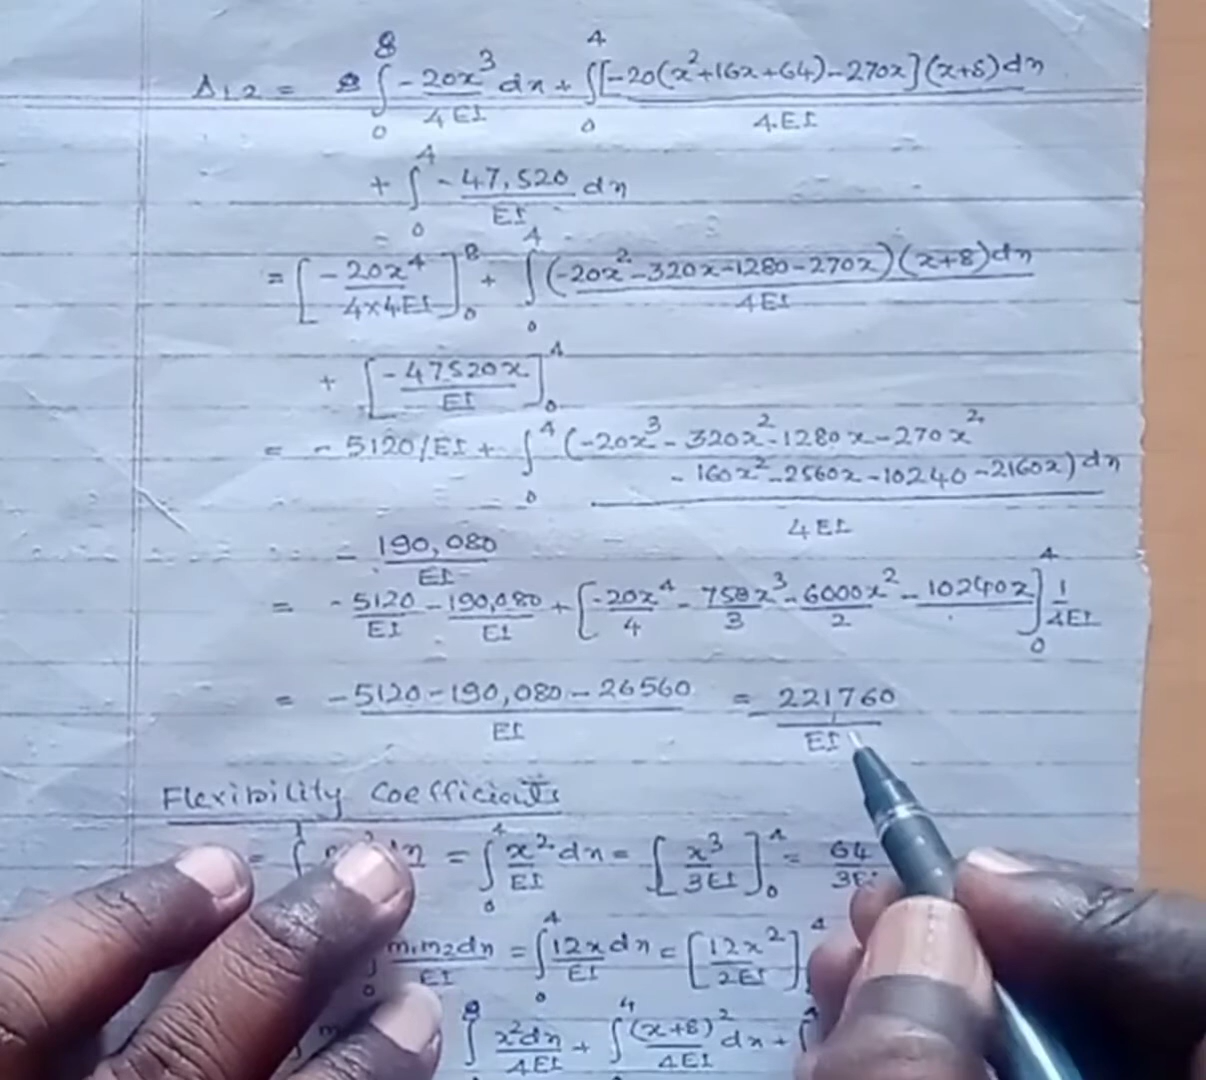 Δ12 = ∫₀⁸ -20x³/4EI dx + ∫₀⁴ [-20(x²+16x+64)-270x](x+8)dx/4EI
+ ∫₀⁴ -47,520/EI dx
= [-20x⁴/4×4EI]₀⁸ + ∫₀⁴ (-20x²-320x-1280-270x)(x+8)dx/4EI
+ [-47520x/EI]₀⁴
= -5120/EI + ∫₀⁴ (-20x³-320x²-1280x-270x²
-160x²-2560x-10240-2160x)dx
4EI
- 190,080/EI
= -5120/EI - 190,080/EI + [-20x⁴/4 - 750x³/3 - 6000x²/2 - 10240x]₀⁴ 1/4EI
= -5120-190,080-26560/EI = -221760/EI
Flexibility Coefficients
= ∫ dx = ∫₀⁴ x²/EI dx = [x³/3EI]₀⁴ = 64
m₁m₂dx/EI = ∫₀⁴ 12xdx/EI = [12x²/2EI]
∫₀⁸ x²dx/4EI + ∫₀⁴ (x+8)²/4EI dx +